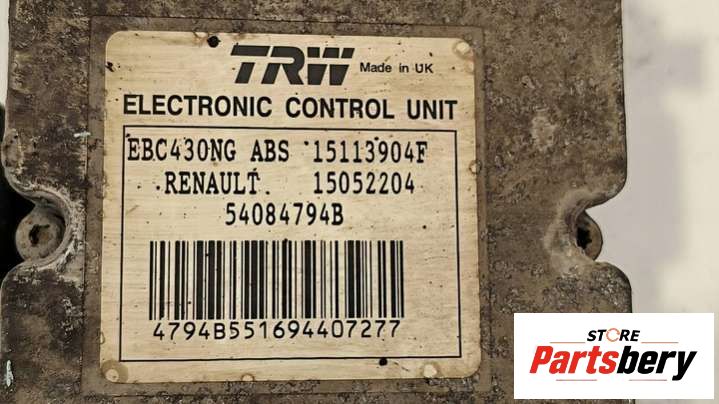 TRW Made in UK
ELECTRONIC CONTROL UNIT
EBC430NG ABS 15113904F
RENAULT. 15052204
54084794B
4794B551694407277
STORE
Partsbery